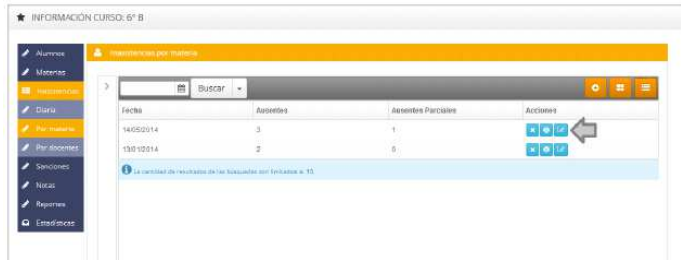 INFORMACIÓN CURSO: 6° B
Alumnos
Materias
Inasistencias
Diaria
Por materia
Por docentes
Sanciones
Notas
Reportes
Estadísticas
Inasistencias por materia
Buscar
Fecha Ausentes Ausentes Parciales Acciones
14/05/2014 3 1
13/01/2014 2 0
La cantidad de resultados de las búsquedas son limitados a: 15